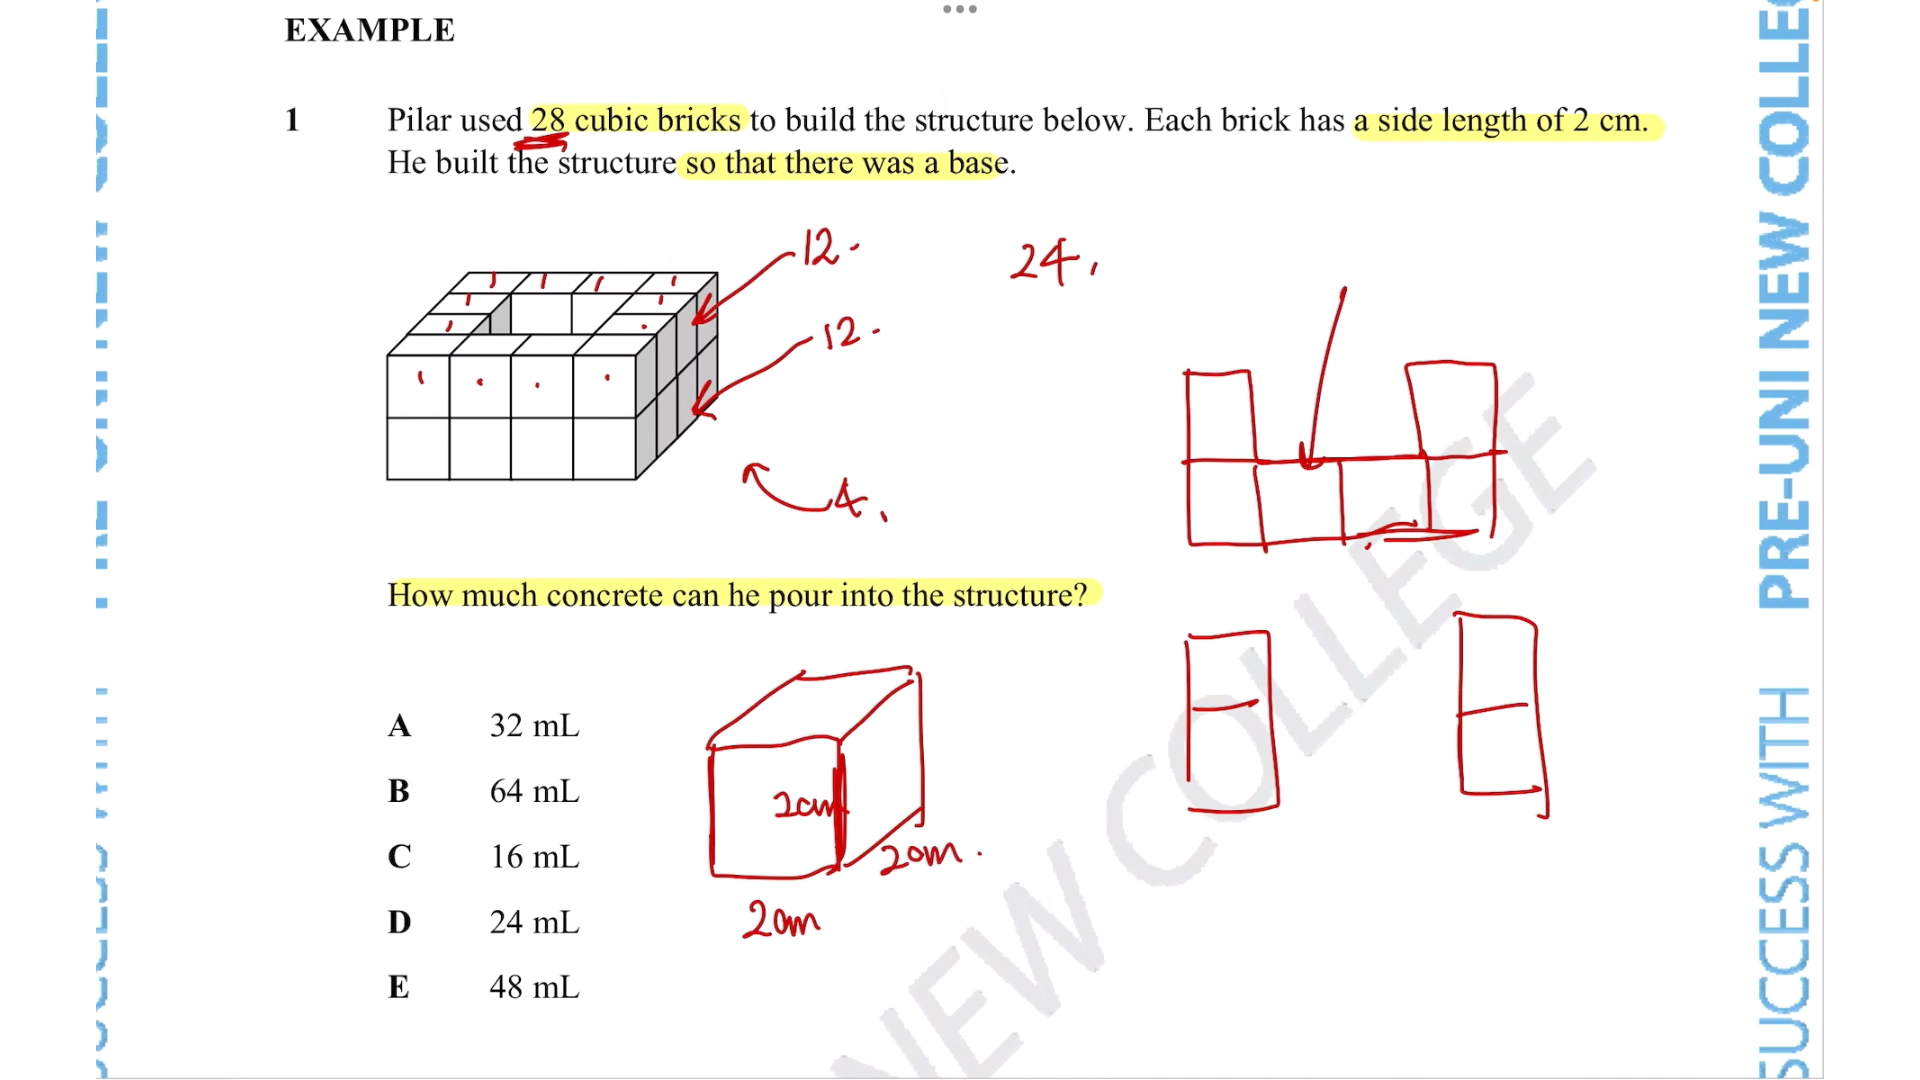 EXAMPLE
1 Pilar used 28 cubic bricks to build the structure below. Each brick has a side length of 2 cm.
He built the structure so that there was a base.
12.
24.
12.
4.
How much concrete can he pour into the structure?
A 32 mL
B 64 mL
C 16 mL
D 24 mL
E 48 mL
2cm
2cm.
2cm
NEW COLLEGE
PRE-UNI NEW COLLEG
SUCCESS WITH